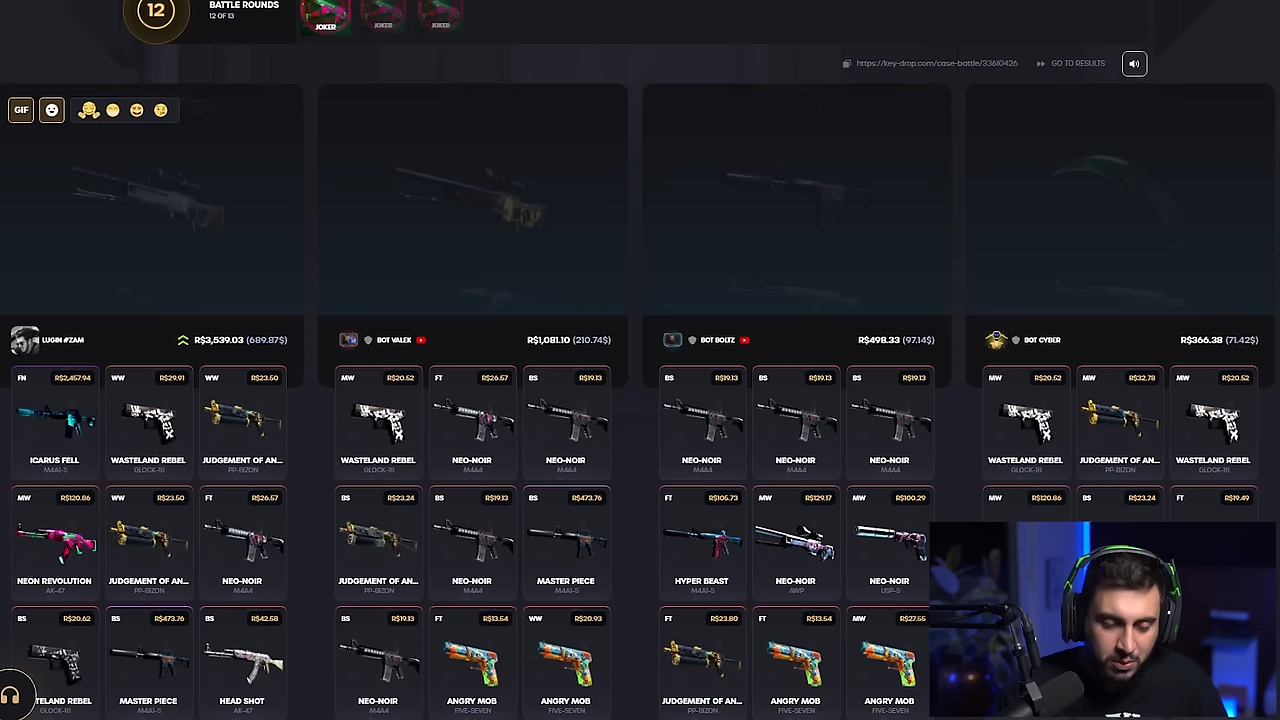 12
BATTLE ROUNDS
12 OF 13
JOKER
JOKER
JOKER
https://key-drop.com/case-battle/33610426
GO TO RESULTS
GIF
LUGIN #ZAM
R$3,539.03 (689.87$)
BOT VALEX
R$1,081.10 (210.74$)
BOT BOLTZ
R$498.33 (97.14$)
BOT CYBER
R$366.38 (71.42$)
FN R$2,457.94
WW R$29.91
WW R$23.50
MW R$20.52
FT R$26.57
BS R$19.13
BS R$19.13
BS R$19.13
BS R$19.13
MW R$20.52
MW R$32.78
MW R$20.52
ICARUS FELL
WASTELAND REBEL
JUDGEMENT OF AN...
WASTELAND REBEL
NEO-NOIR
NEO-NOIR
NEO-NOIR
NEO-NOIR
NEO-NOIR
WASTELAND REBEL
JUDGEMENT OF AN...
WASTELAND REBEL
M4A1-S
GLOCK-18
PP-BIZON
GLOCK-18
M4A4
M4A4
M4A4
M4A4
M4A4
GLOCK-18
PP-BIZON
GLOCK-18
MW R$120.86
WW R$23.50
FT R$26.57
BS R$23.24
BS R$19.13
BS R$473.76
FT R$105.73
MW R$129.17
MW R$100.29
MW R$120.86
BS R$23.24
FT R$19.49
NEON REVOLUTION
JUDGEMENT OF AN...
NEO-NOIR
JUDGEMENT OF AN...
NEO-NOIR
MASTER PIECE
HYPER BEAST
NEO-NOIR
NEO-NOIR
AK-47
PP-BIZON
M4A4
PP-BIZON
M4A4
M4A1-S
M4A1-S
AWP
USP-S
BS R$20.62
BS R$473.76
BS R$42.58
BS R$19.13
FT R$13.54
WW R$20.93
FT R$23.80
FT R$13.54
MW R$27.55
TELAND REBEL
MASTER PIECE
HEAD SHOT
NEO-NOIR
ANGRY MOB
ANGRY MOB
JUDGEMENT OF AN...
ANGRY MOB
ANGRY MOB
GLOCK-18
M4A1-S
AK-47
M4A4
FIVE-SEVEN
FIVE-SEVEN
PP-BIZON
FIVE-SEVEN
FIVE-SEVEN